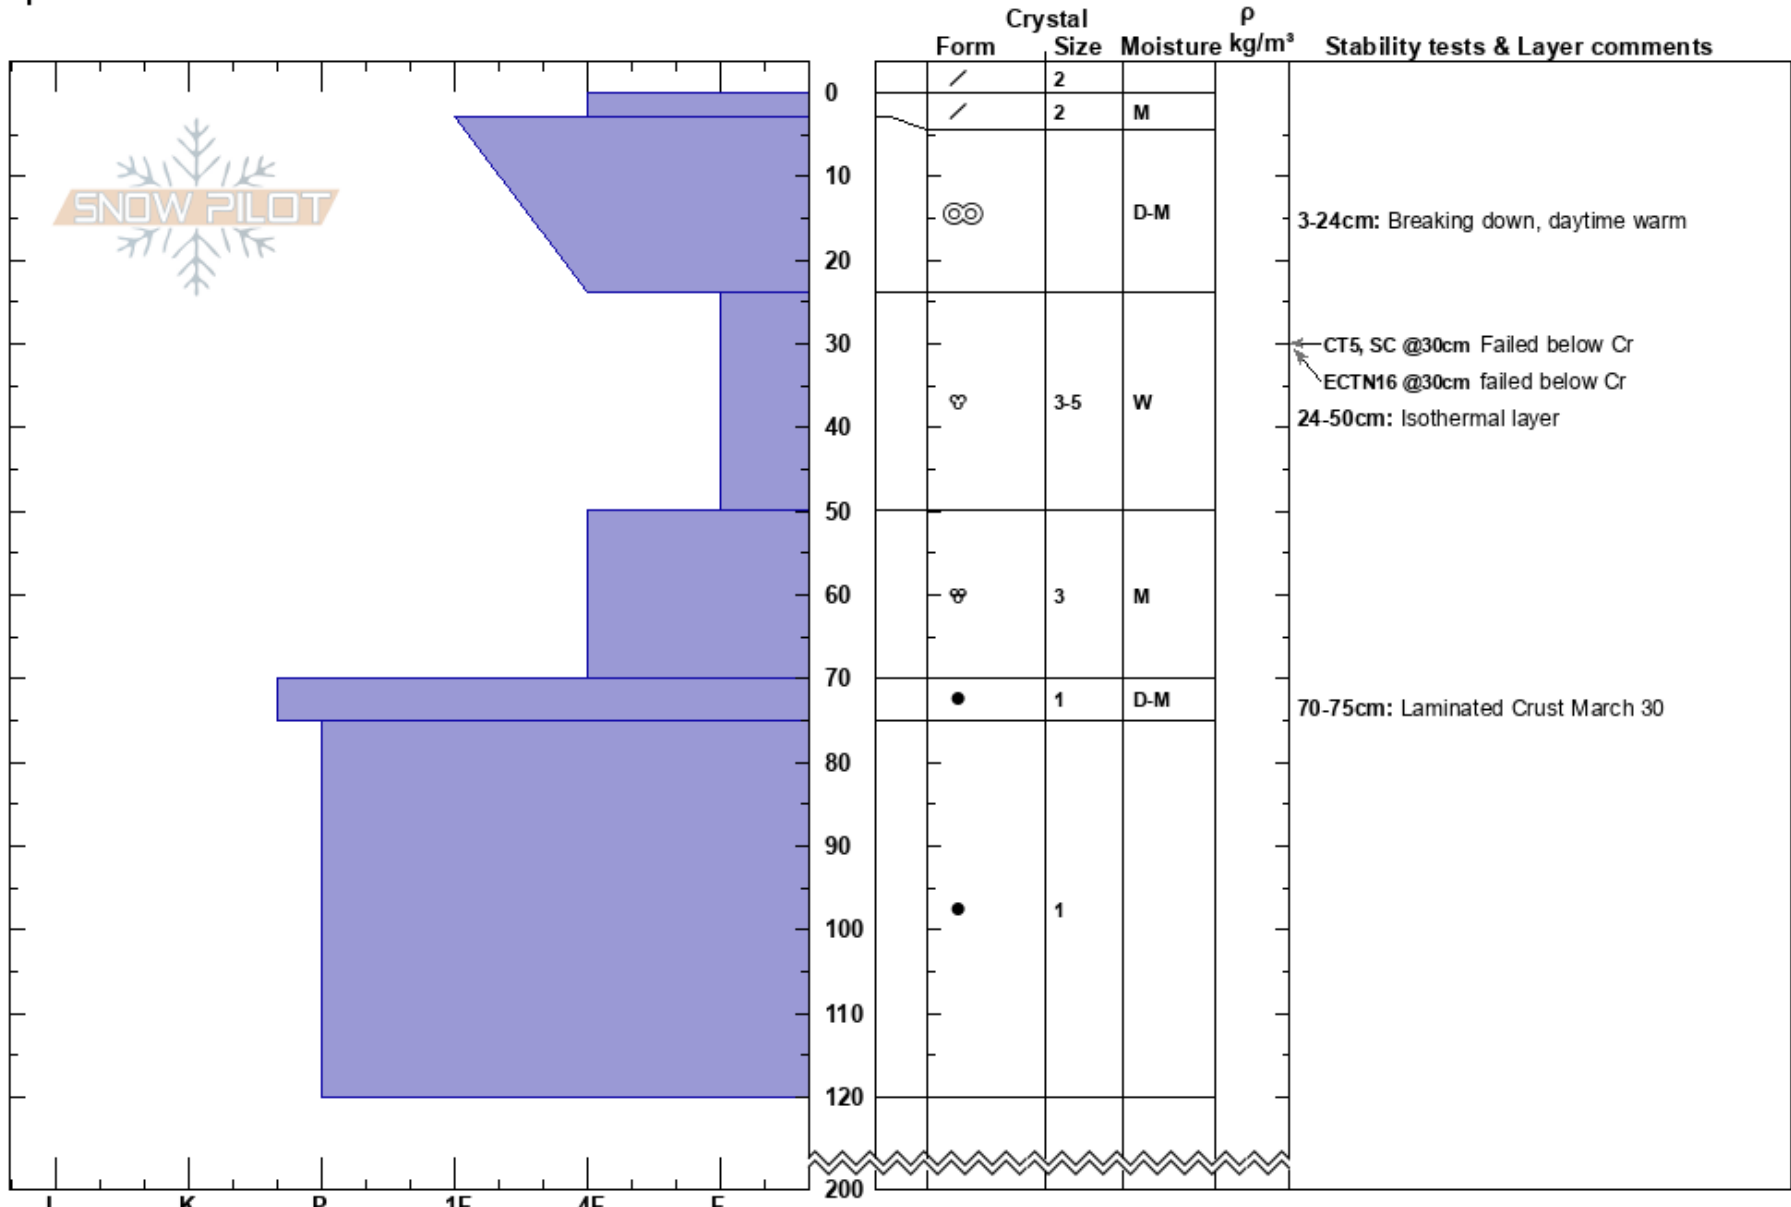 Crystal
ρ
Form Size Moisture kg/m³ Stability tests & Layer comments
2
0
2 M
10
SNOW PILOT
D-M
3-24cm: Breaking down, daytime warm
20
30
CT5, SC @30cm Failed below Cr
ECTN16 @30cm failed below Cr
3-5 W
24-50cm: Isothermal layer
40
50
60
3 M
70
1 D-M
70-75cm: Laminated Crust March 30
80
90
1
100
110
120
200
I K P 1F 4F F